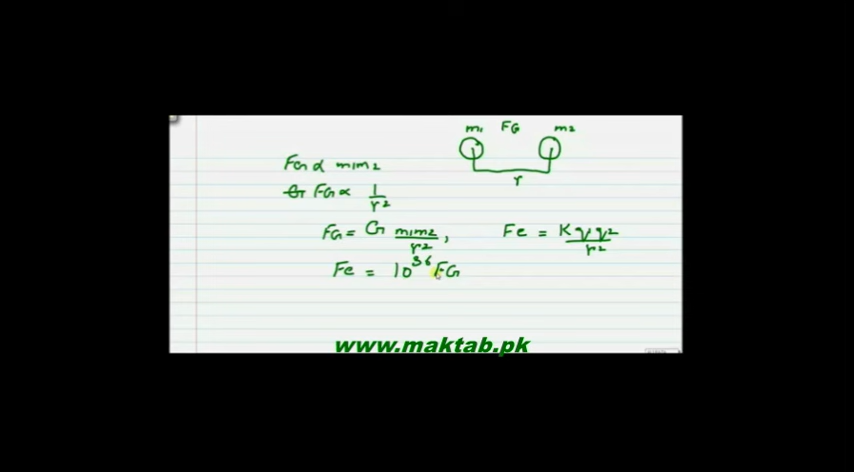 m1 FG m2
r
FG ∝ m1m2
FG ∝ 1/r²
FG = G m1m2/r² , Fe = K q q2/r²
Fe = 10³⁶ FG
www.maktab.pk